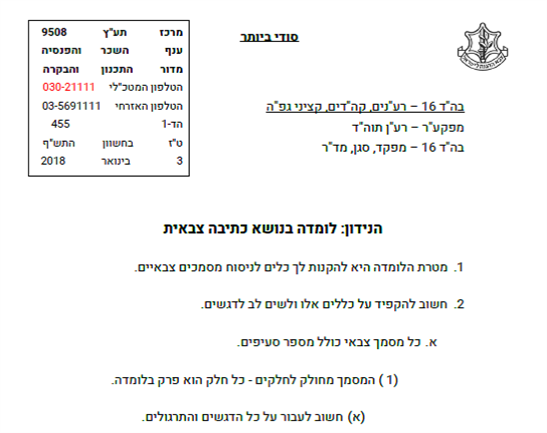 סודי ביותר
מרכז תע"ץ 9508
ענף השכר והפנסיה
מדור התכנון והבקרה
הטלפון המטכ"לי 030-21111
הטלפון האזרחי 03-5691111
הד-1 455
ט"ז בחשוון התש"ף
3 בינואר 2018
בה"ד 16 – רע"נים, קה"דים, קציני גפ"ה
מפקע"ר – רע"ן תוה"ד
בה"ד 16 – מפקד, סגן, מד"ר
הנידון: לומדה בנושא כתיבה צבאית
1. מטרת הלומדה היא להקנות לך כלים לניסוח מסמכים צבאיים.
2. חשוב להקפיד על כללים אלו ולשים לב לדגשים.
א. כל מסמך צבאי כולל מספר סעיפים.
(1) המסמך מחולק לחלקים - כל חלק הוא פרק בלומדה.
(א) חשוב לעבור על כל הדגשים והתרגולים.